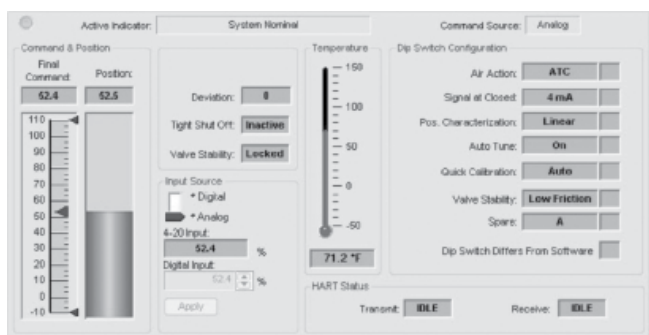 Active Indicator: System Nominal Command Source: Analog
Command & Position
Final Command: Position:
52.4 52.5
110
100
90
80
70
60
50
40
30
20
10
0
-10
Deviation: 0
Tight Shut Off: Inactive
Valve Stability: Locked
Input Source
* Digital
* Analog
4-20 Input:
52.4 %
Digital Input:
52.4 %
Apply
Temperature
150
100
50
0
-50
71.2 °F
Dip Switch Configuration
Air Action: ATC
Signal at Closed: 4 mA
Pos. Characterization: Linear
Auto Tune: On
Quick Calibration: Auto
Valve Stability: Low Friction
Spare: A
Dip Switch Differs From Software
HART Status
Transmit: IDLE Receive: IDLE